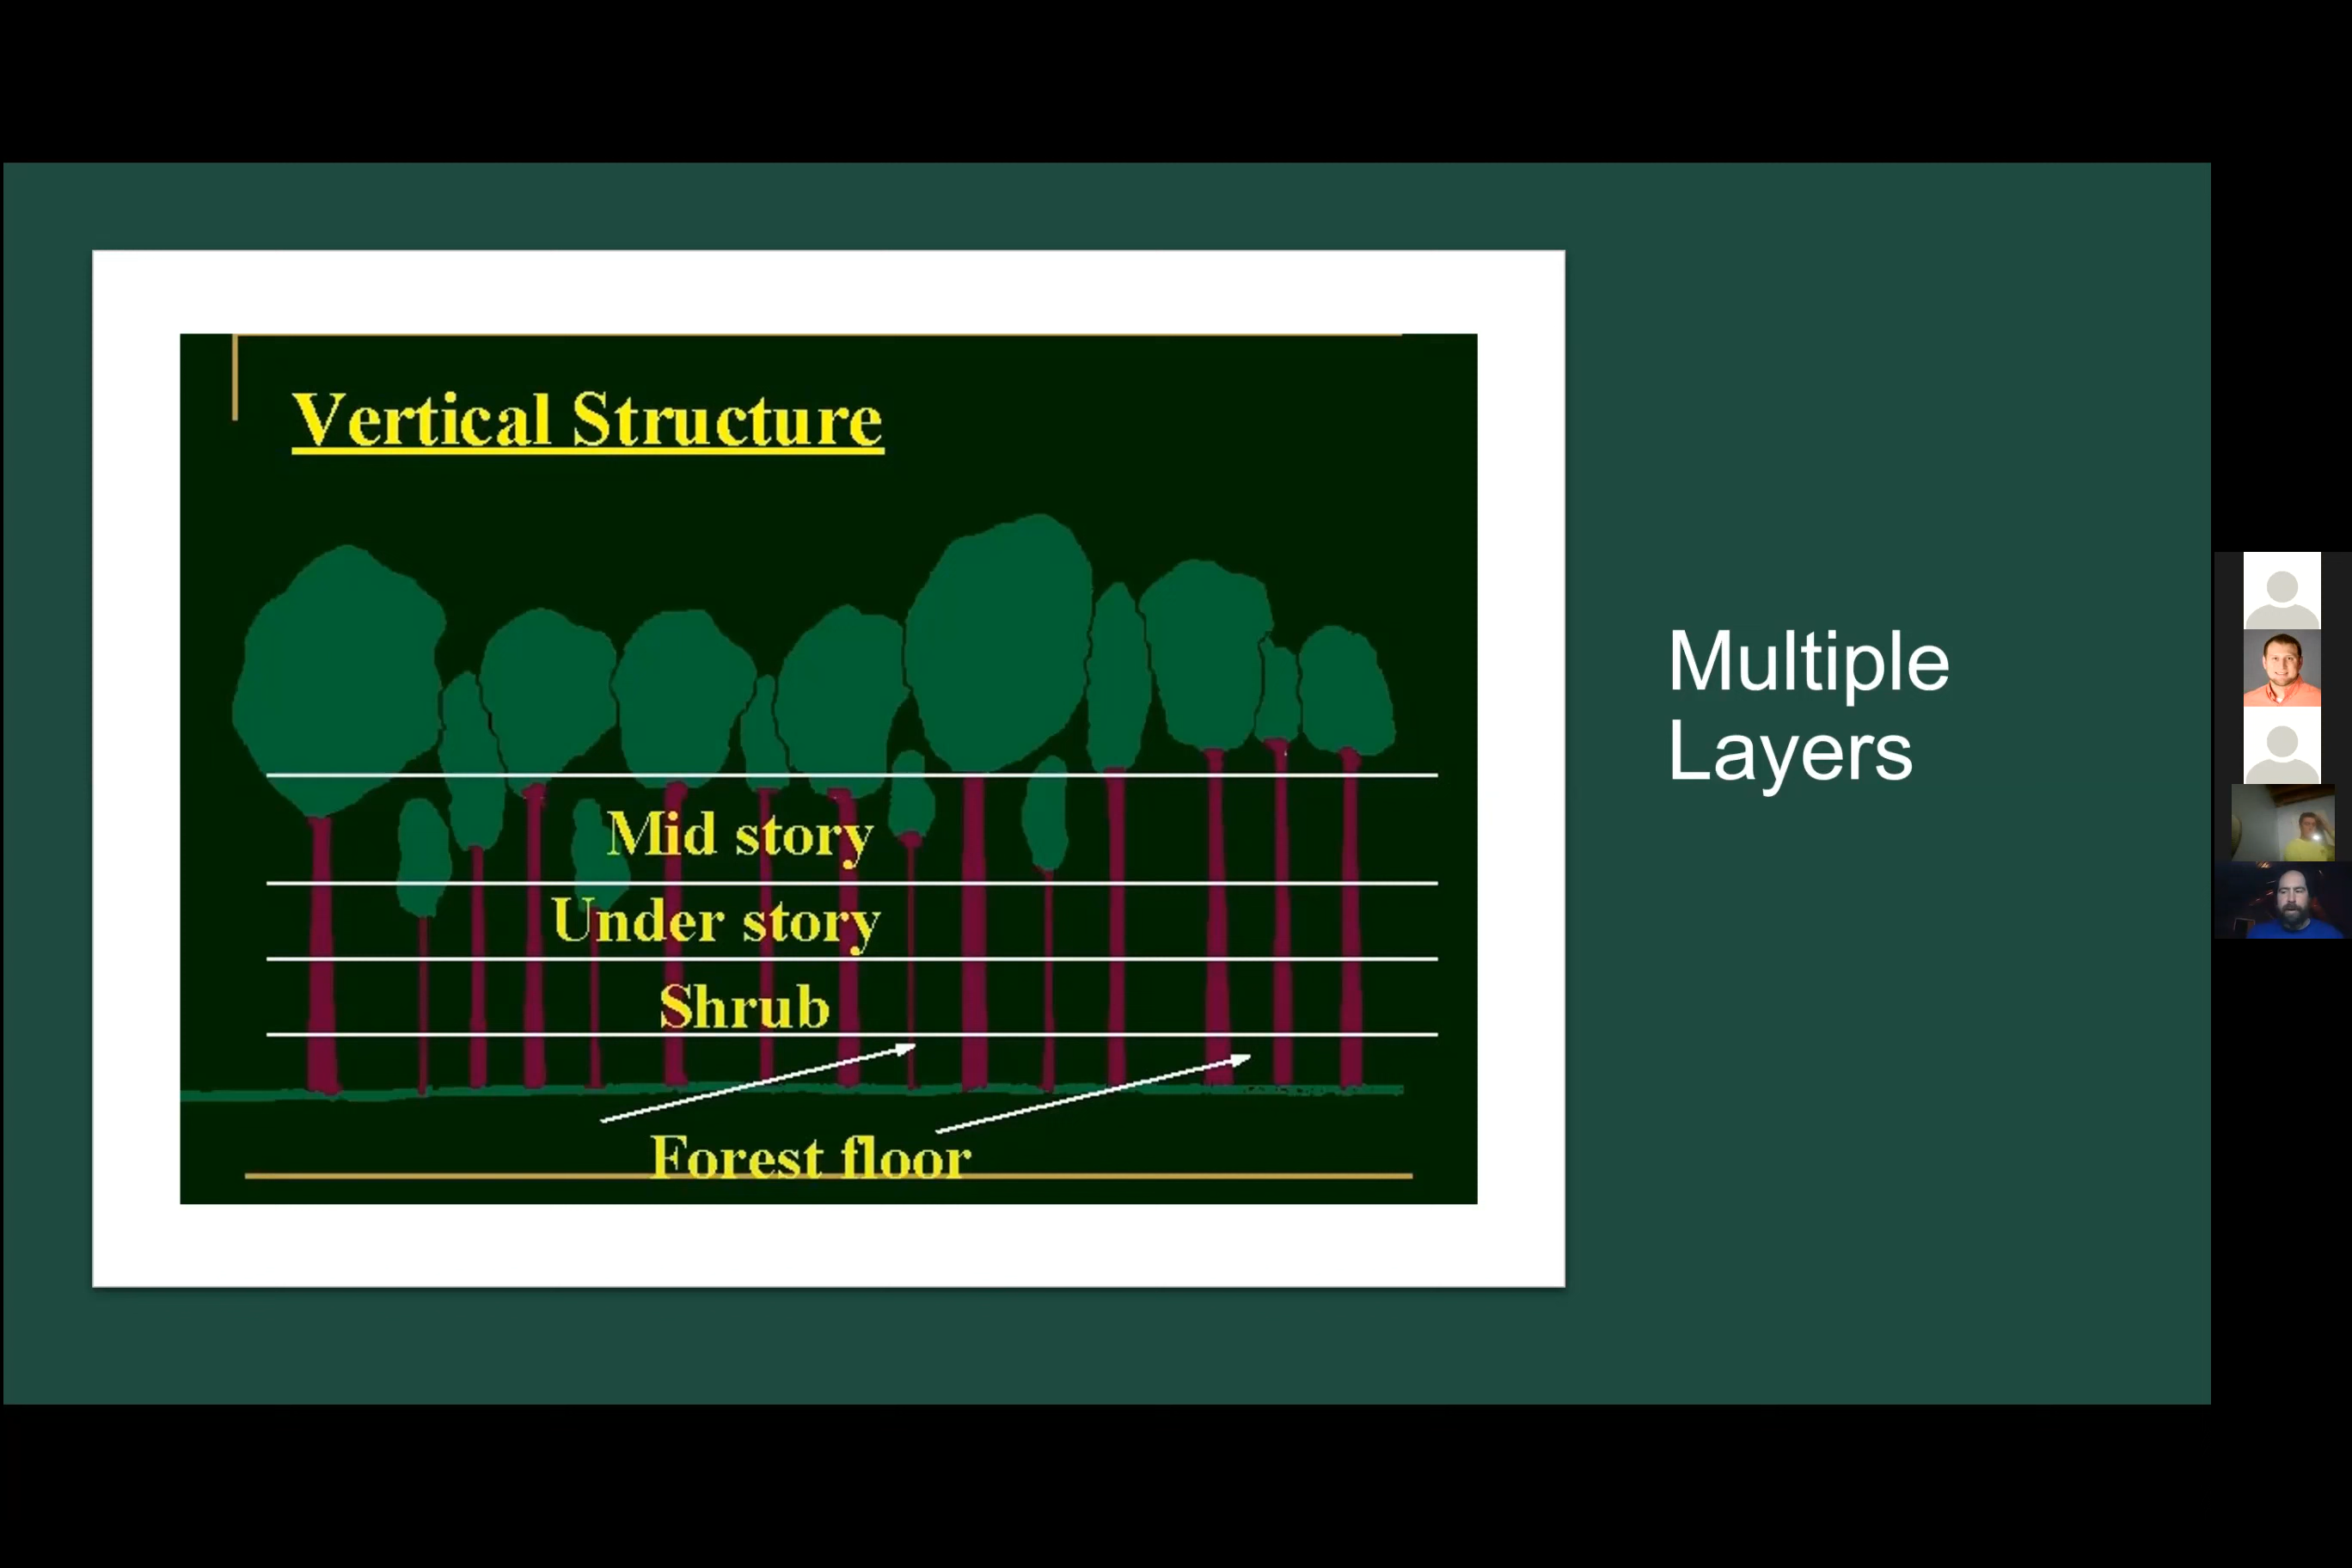 Vertical Structure
Mid story
Under story
Shrub
Forest floor
Multiple
Layers